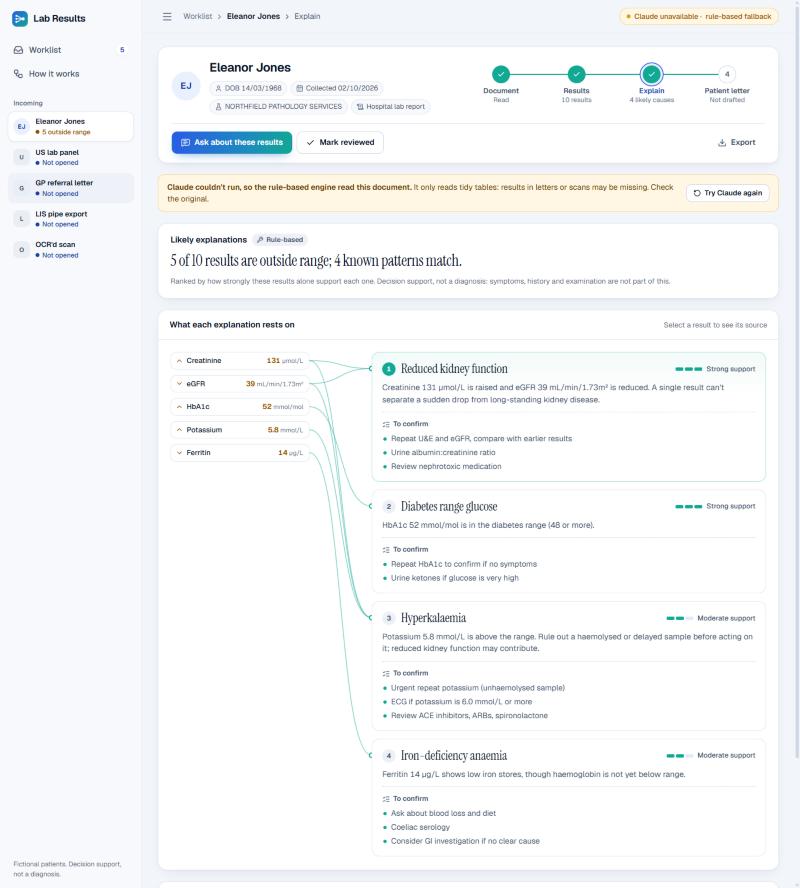 Lab Results
Worklist 5
How it works
Incoming
EJ Eleanor Jones
5 outside range
U US lab panel
Not opened
G GP referral letter
Not opened
L LIS pipe export
Not opened
O OCR'd scan
Not opened
Fictional patients. Decision support,
not a diagnosis.
Worklist > Eleanor Jones > Explain
Claude unavailable · rule-based fallback
EJ
Eleanor Jones
DOB 14/03/1968 Collected 02/10/2026
NORTHFIELD PATHOLOGY SERVICES Hospital lab report
Document
Read
Results
10 results
Explain
4 likely causes
4
Patient letter
Not drafted
Ask about these results
Mark reviewed
Export
Claude couldn't run, so the rule-based engine read this document. It only reads tidy tables: results in letters or scans may be missing. Check
the original.
Try Claude again
Likely explanations Rule-based
5 of 10 results are outside range; 4 known patterns match.
Ranked by how strongly these results alone support each one. Decision support, not a diagnosis: symptoms, history and examination are not part of this.
What each explanation rests on
Select a result to see its source
Creatinine 131 µmol/L
eGFR 39 mL/min/1.73m²
HbA1c 52 mmol/mol
Potassium 5.8 mmol/L
Ferritin 14 µg/L
1 Reduced kidney function Strong support
Creatinine 131 µmol/L is raised and eGFR 39 mL/min/1.73m² is reduced. A single result can't
separate a sudden drop from long-standing kidney disease.
To confirm
Repeat U&E and eGFR, compare with earlier results
Urine albumin:creatinine ratio
Review nephrotoxic medication
2 Diabetes range glucose Strong support
HbA1c 52 mmol/mol is in the diabetes range (48 or more).
To confirm
Repeat HbA1c to confirm if no symptoms
Urine ketones if glucose is very high
3 Hyperkalaemia Moderate support
Potassium 5.8 mmol/L is above the range. Rule out a haemolysed or delayed sample before acting on
it; reduced kidney function may contribute.
To confirm
Urgent repeat potassium (unhaemolysed sample)
ECG if potassium is 6.0 mmol/L or more
Review ACE inhibitors, ARBs, spironolactone
4 Iron-deficiency anaemia Moderate support
Ferritin 14 µg/L shows low iron stores, though haemoglobin is not yet below range.
To confirm
Ask about blood loss and diet
Coeliac serology
Consider GI investigation if no clear cause